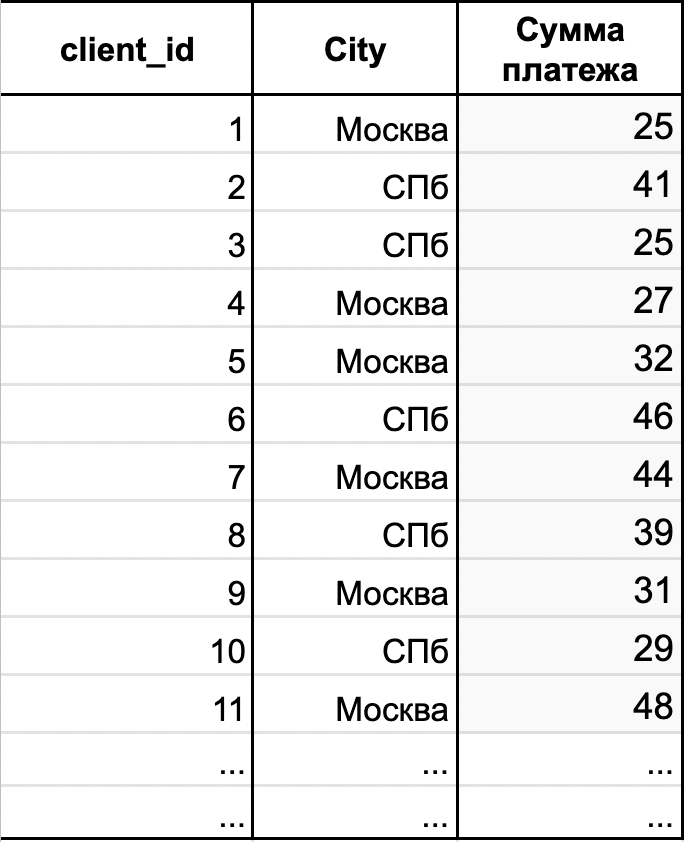 client_id City Сумма
платежа
1 Москва 25
2 СПб 41
3 СПб 25
4 Москва 27
5 Москва 32
6 СПб 46
7 Москва 44
8 СПб 39
9 Москва 31
10 СПб 29
11 Москва 48
... ... ...
... ... ...